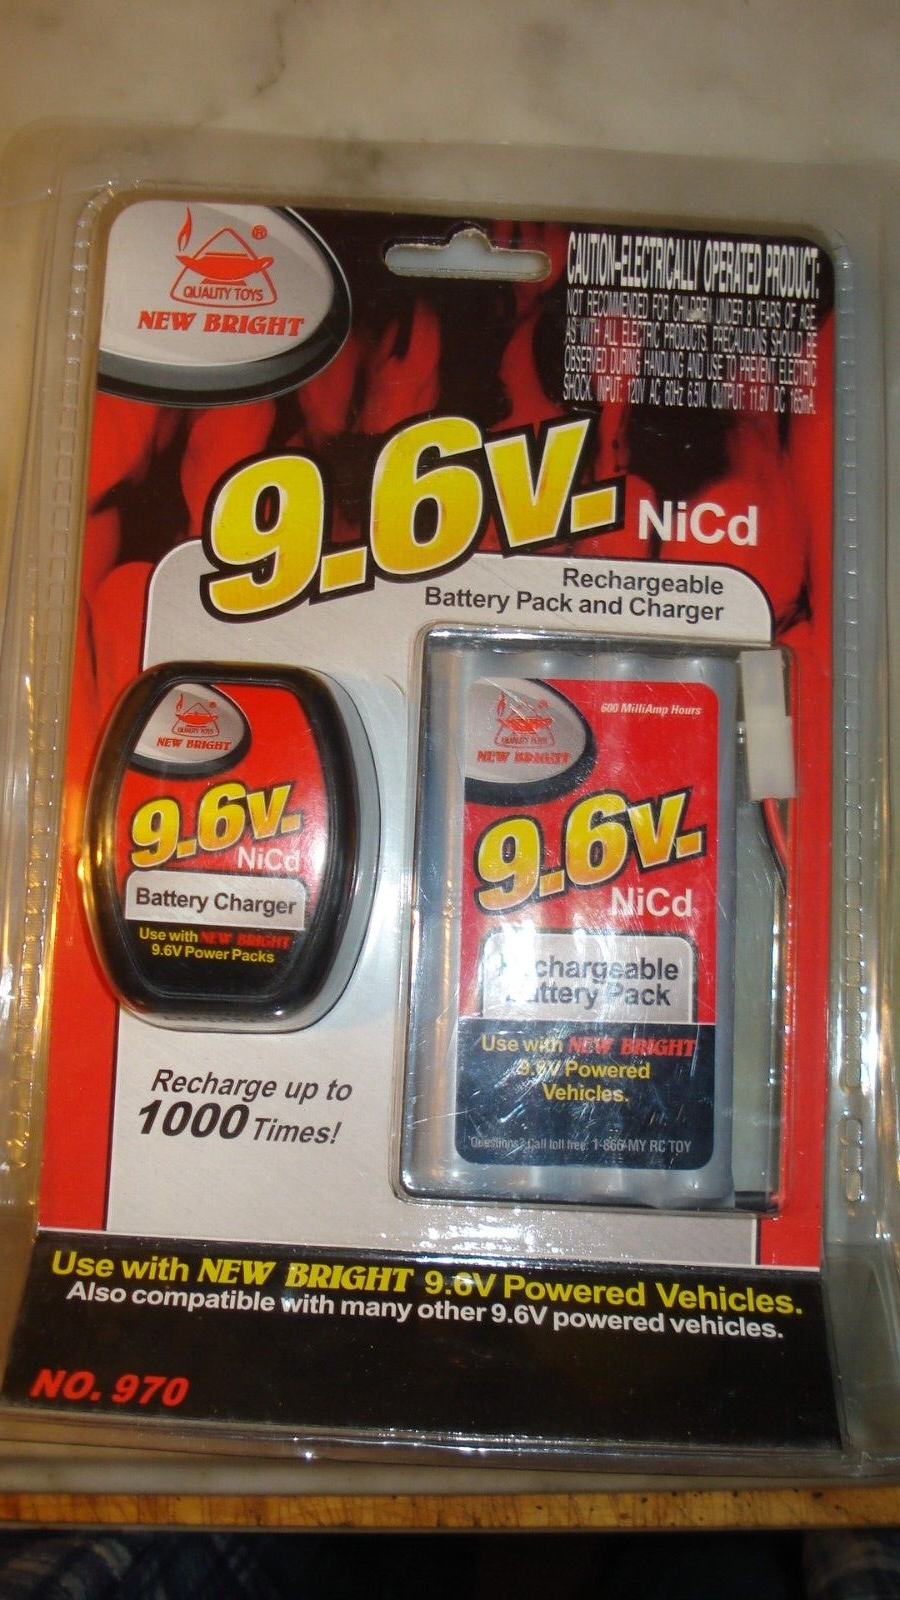 QUALITY TOYS
NEW BRIGHT®
CAUTION-ELECTRICALLY OPERATED PRODUCT:
NOT RECOMMENDED FOR CHILDREN UNDER 8 YEARS OF AGE
AS WITH ALL ELECTRIC PRODUCTS, PRECAUTIONS SHOULD BE
OBSERVED DURING HANDLING AND USE TO PREVENT ELECTRIC
SHOCK. INPUT: 120V AC 60Hz 6.5W, OUTPUT: 11.6V DC 165mA.
9.6v. NiCd
Rechargeable
Battery Pack and Charger
QUALITY TOYS
NEW BRIGHT
9.6v.
NiCd
Battery Charger
Use with NEW BRIGHT
9.6V Power Packs
QUALITY TOYS
NEW BRIGHT
600 MilliAmp Hours
9.6v.
NiCd
Rechargeable
Battery Pack
Use with NEW BRIGHT
9.6V Powered
Vehicles.
Questions? Call toll free: 1-866-MY RC TOY
Recharge up to
1000 Times!
Use with NEW BRIGHT 9.6V Powered Vehicles.
Also compatible with many other 9.6V powered vehicles.
NO. 970